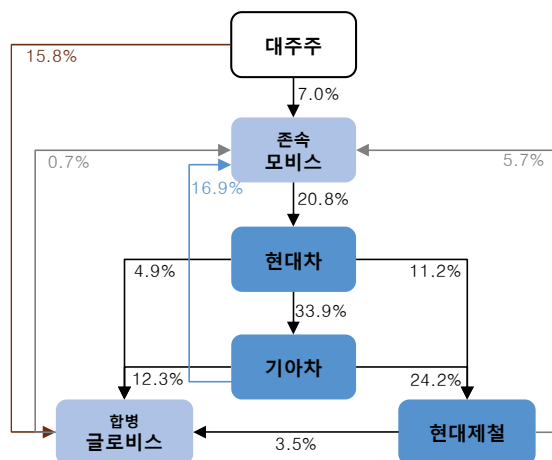 대주주
15.8%
7.0%
존속
모비스
0.7%
5.7%
16.9%
20.8%
현대차
4.9%
11.2%
33.9%
기아차
12.3%
24.2%
합병
글로비스
현대제철
3.5%